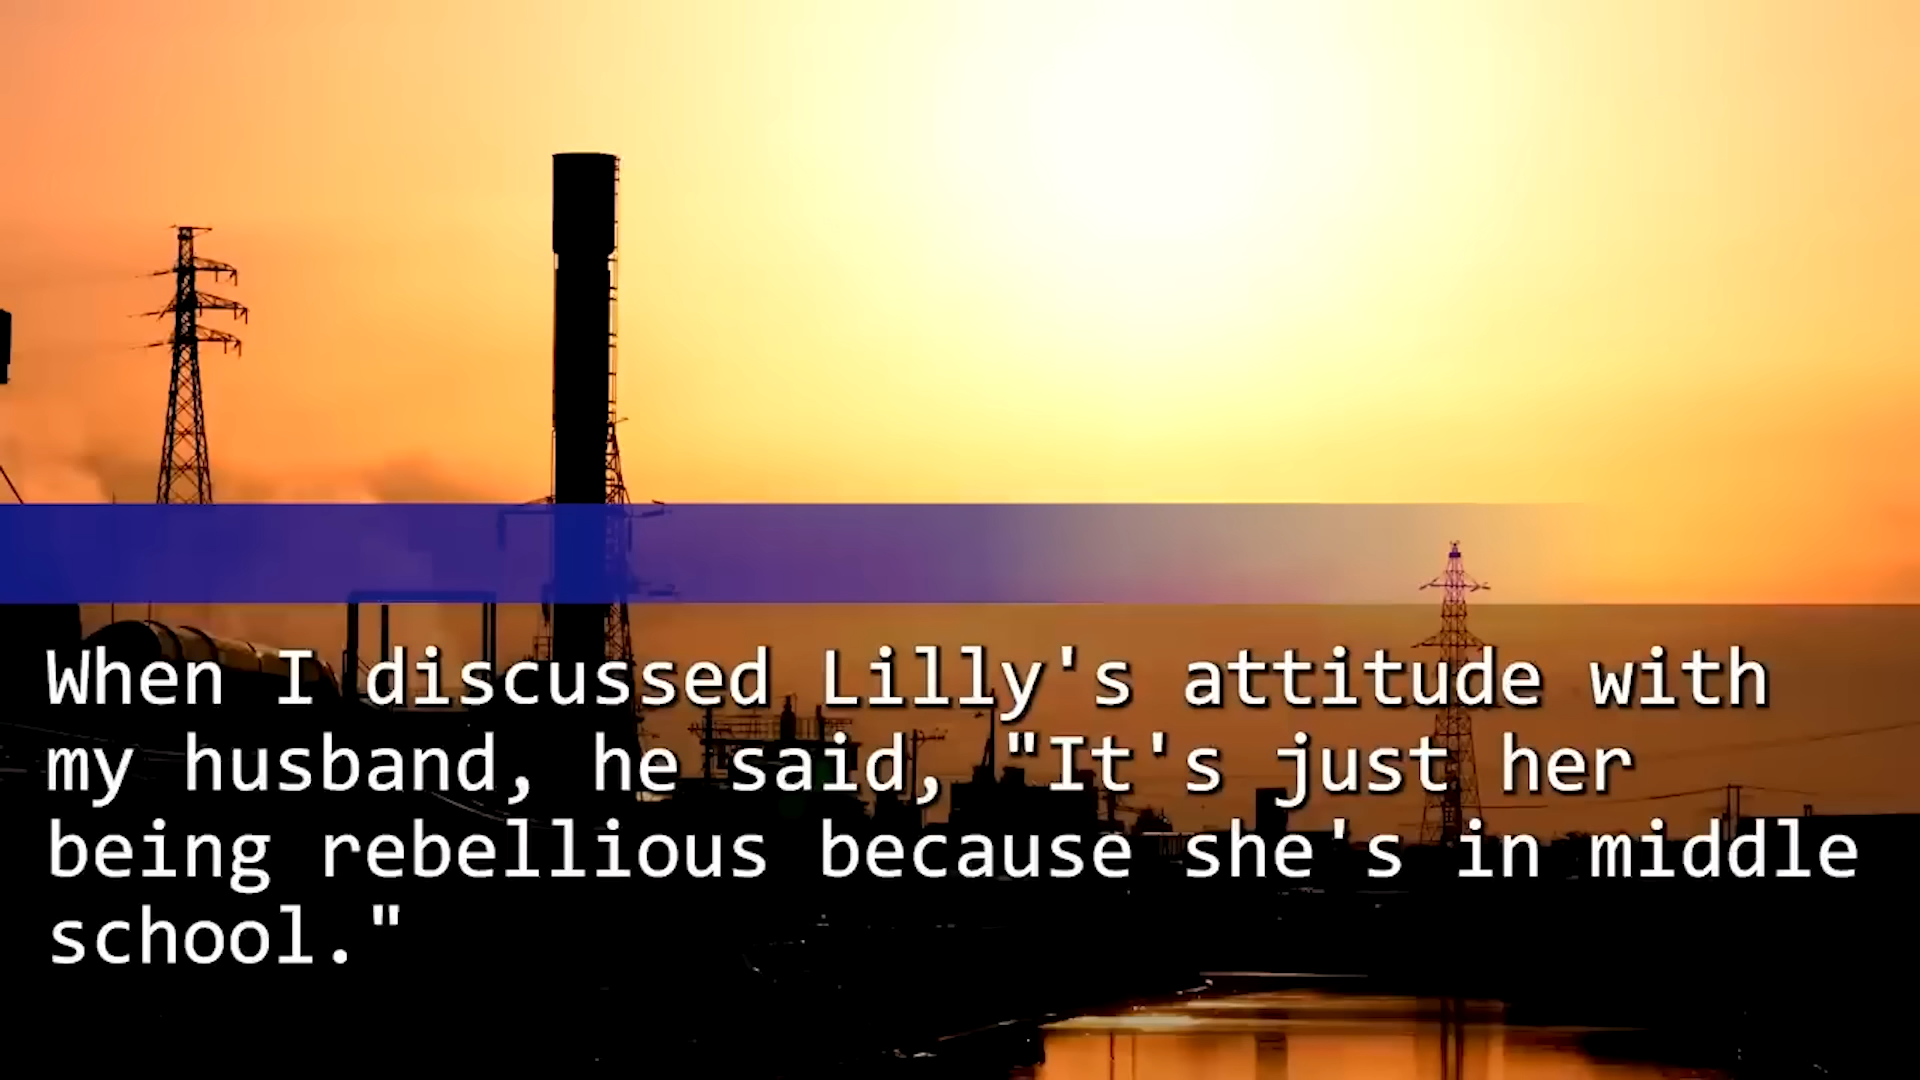 When I discussed Lilly's attitude with
my husband, he said, "It's just her
being rebellious because she's in middle
school."